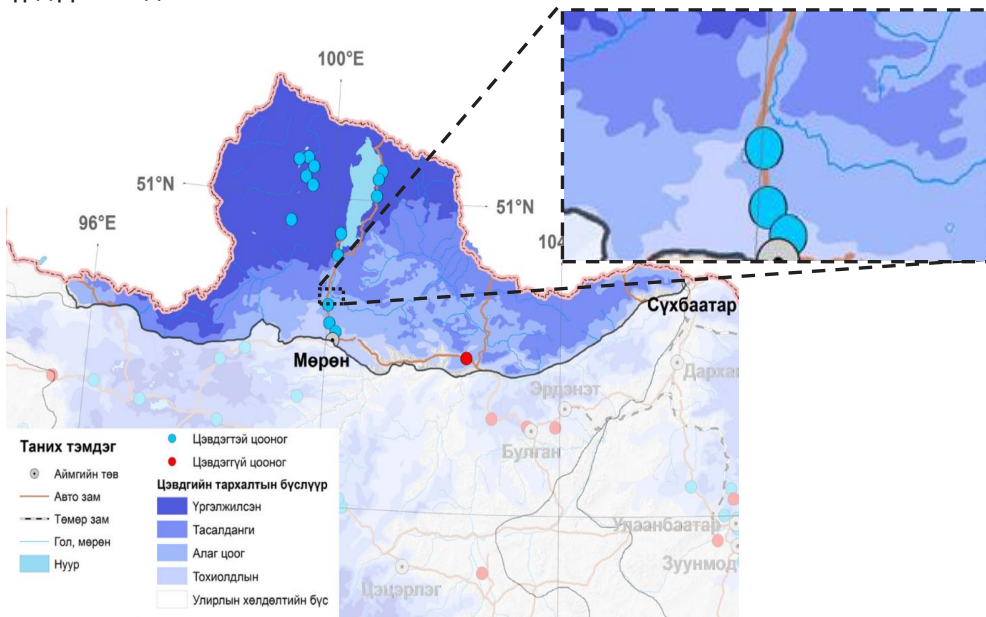 100°E
51°N
51°N
96°E
104
Сүхбаатар
Мөрөн
Дархан
Эрдэнэт
Булган
Улаанбаатар
Зуунмод
Цэцэрлэг
Таних тэмдэг
Аймгийн төв
Авто зам
Төмөр зам
Гол, мөрөн
Нуур
Цэвдэгтэй цооног
Цэвдэггүй цооног
Цэвдгийн тархалтын бүслүүр
Үргэлжилсэн
Тасалданги
Алаг цоог
Тохиолдлын
Улирлын хөлдөлтийн бүс